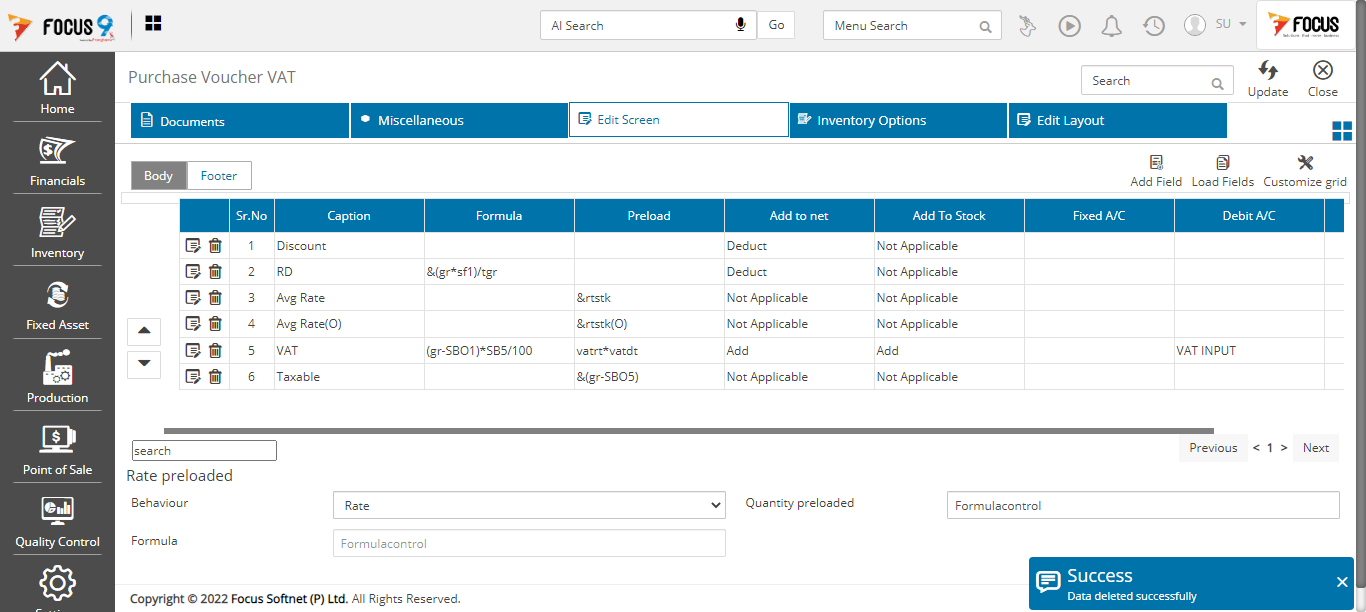 FOCUS 9
AI Search
Go
Menu Search
SU
FOCUS
Home
Financials
Inventory
Fixed Asset
Production
Point of Sale
Quality Control
Purchase Voucher VAT
Search
Update
Close
Documents
Miscellaneous
Edit Screen
Inventory Options
Edit Layout
Body
Footer
Add Field
Load Fields
Customize grid
Sr.No Caption Formula Preload Add to net Add To Stock Fixed A/C Debit A/C
1 Discount Deduct Not Applicable
2 RD &(gr*sf1)/tgr Deduct Not Applicable
3 Avg Rate &rtstk Not Applicable Not Applicable
4 Avg Rate(O) &rtstk(O) Not Applicable Not Applicable
5 VAT (gr-SBO1)*SB5/100 vatrt*vatdt Add Add VAT INPUT
6 Taxable &(gr-SBO5) Not Applicable Not Applicable
search
Previous < 1 > Next
Rate preloaded
Behaviour Rate Quantity preloaded Formulacontrol
Formula Formulacontrol
Success
Data deleted successfully
Copyright © 2022 Focus Softnet (P) Ltd. All Rights Reserved.